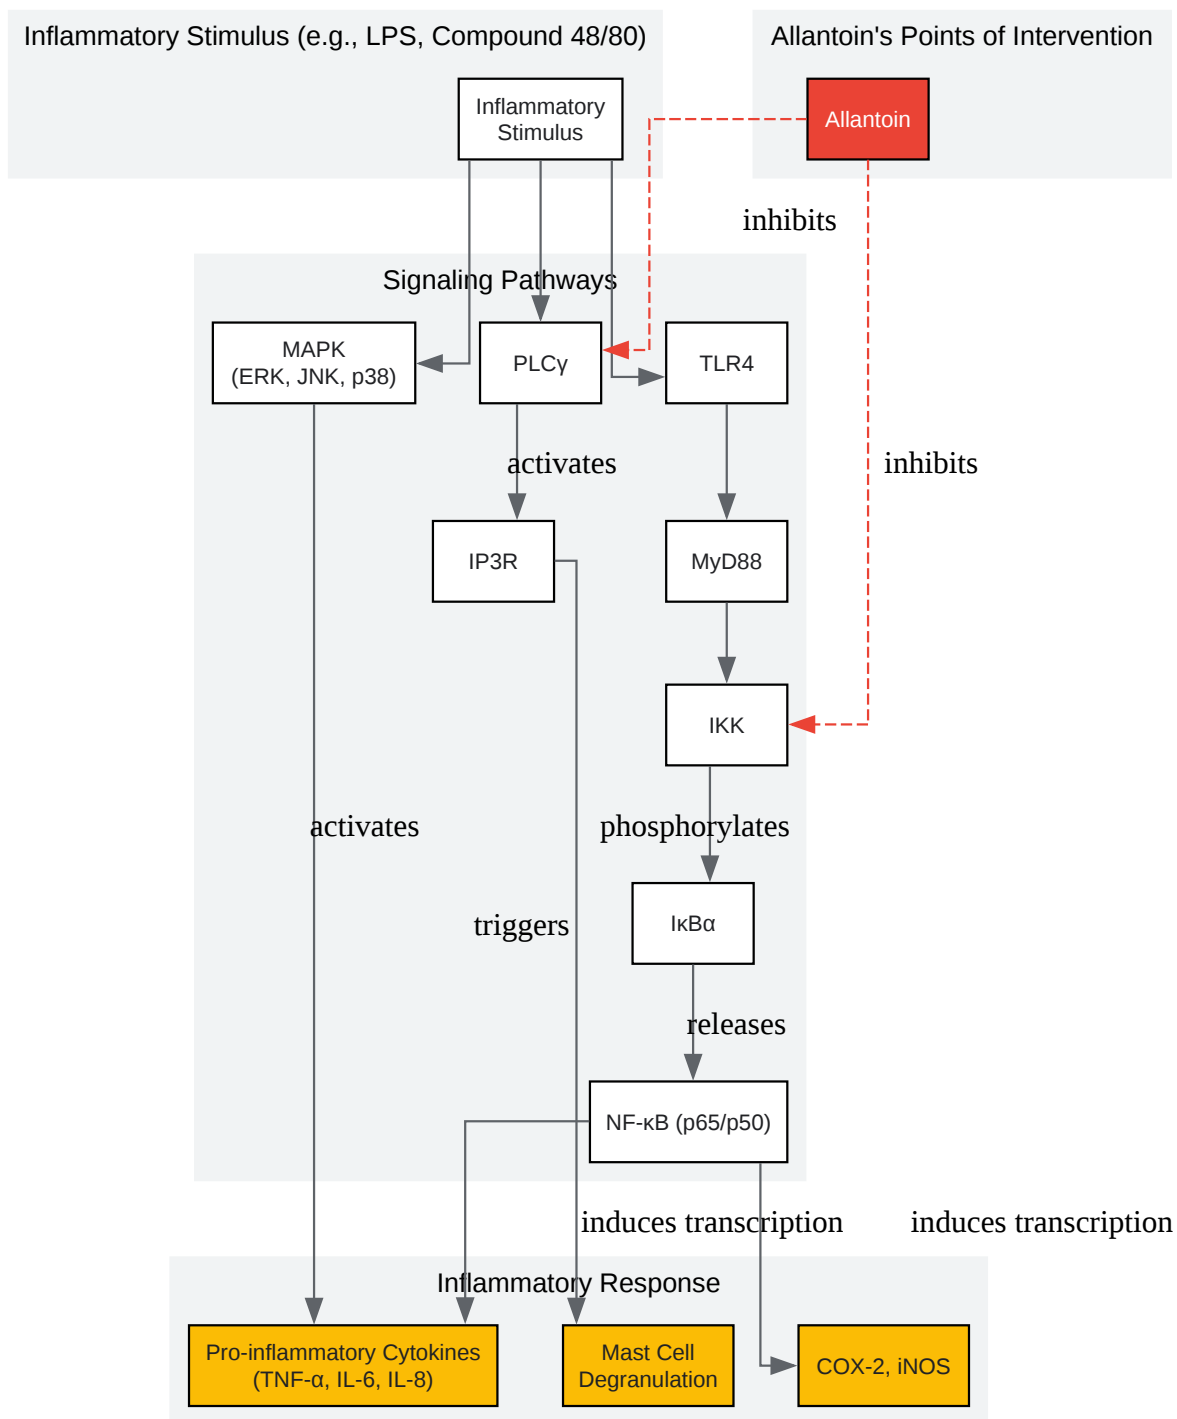 Inflammatory Stimulus (e.g., LPS, Compound 48/80)
Allantoin's Points of Intervention
Inflammatory
Stimulus
Allantoin
inhibits
Signaling Pathways
MAPK
(ERK, JNK, p38)
PLCγ
TLR4
activates
inhibits
IP3R
MyD88
IKK
activates
phosphorylates
triggers
IκBα
releases
NF-κB (p65/p50)
induces transcription
induces transcription
Inflammatory Response
Pro-inflammatory Cytokines
(TNF-α, IL-6, IL-8)
Mast Cell
Degranulation
COX-2, iNOS